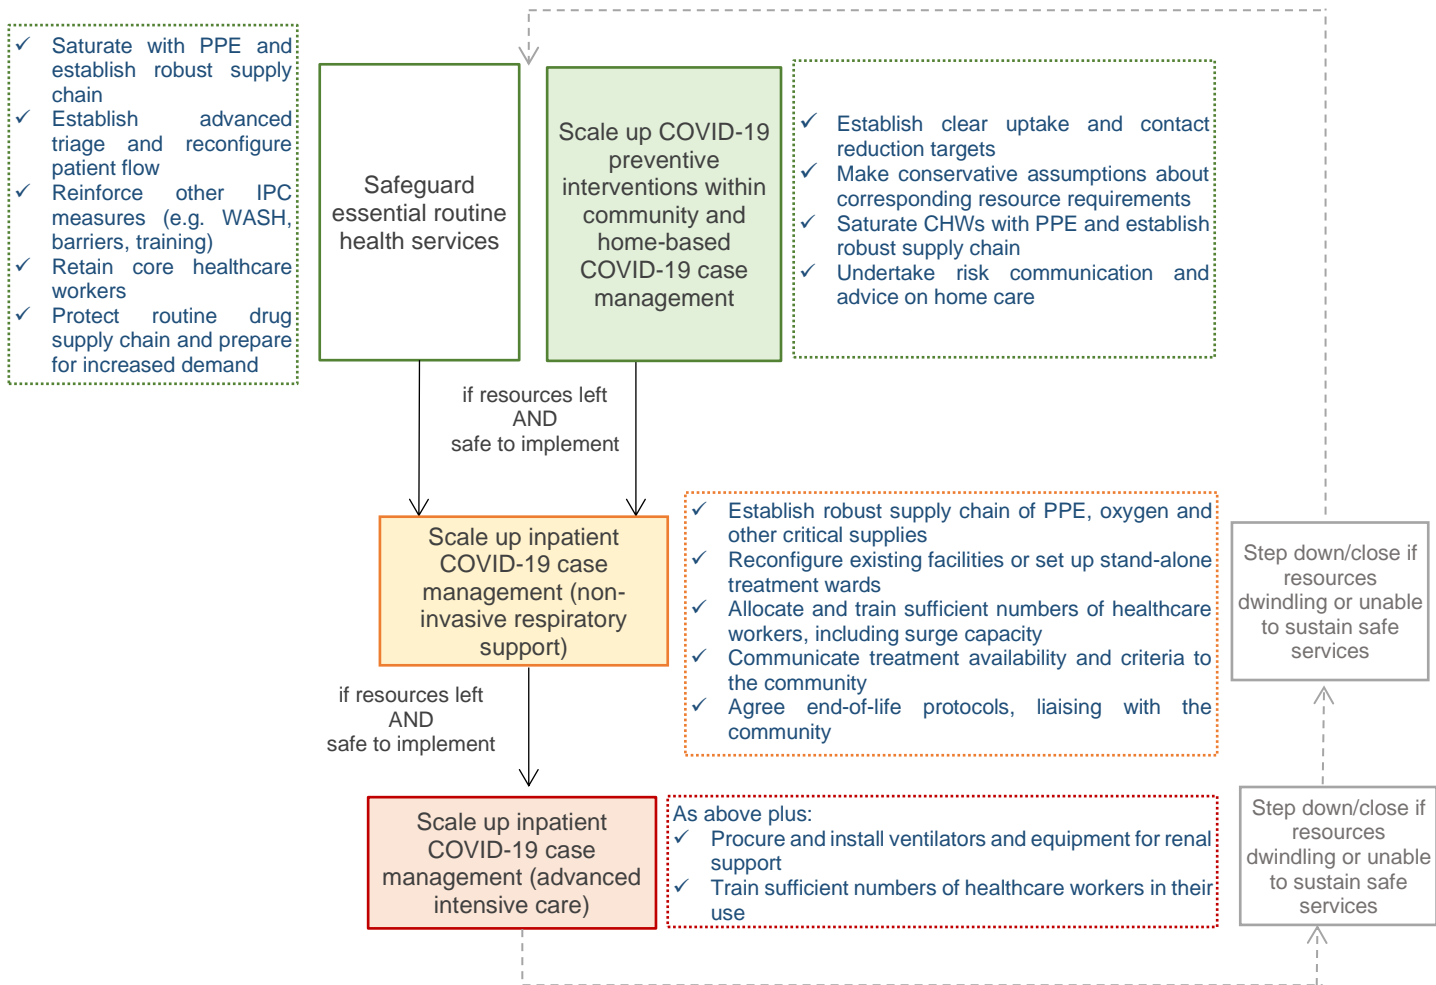 ✓ Saturate with PPE and
establish robust supply
chain
✓ Establish advanced
triage and reconfigure
patient flow
✓ Reinforce other IPC
measures (e.g. WASH,
barriers, training)
✓ Retain core healthcare
workers
✓ Protect routine drug
supply chain and prepare
for increased demand
Safeguard
essential routine
health services
Scale up COVID-19
preventive
interventions within
community and
home-based
COVID-19 case
management
✓ Establish clear uptake and contact
reduction targets
✓ Make conservative assumptions about
corresponding resource requirements
✓ Saturate CHWs with PPE and establish
robust supply chain
✓ Undertake risk communication and
advice on home care
if resources left
AND
safe to implement
Scale up inpatient
COVID-19 case
management (non-
invasive respiratory
support)
✓ Establish robust supply chain of PPE, oxygen and
other critical supplies
✓ Reconfigure existing facilities or set up stand-alone
treatment wards
✓ Allocate and train sufficient numbers of healthcare
workers, including surge capacity
✓ Communicate treatment availability and criteria to
the community
✓ Agree end-of-life protocols, liaising with the
community
Step down/close if
resources
dwindling or unable
to sustain safe
services
if resources left
AND
safe to implement
Scale up inpatient
COVID-19 case
management (advanced
intensive care)
As above plus:
✓ Procure and install ventilators and equipment for renal
support
✓ Train sufficient numbers of healthcare workers in their
use
Step down/close if
resources
dwindling or unable
to sustain safe
services